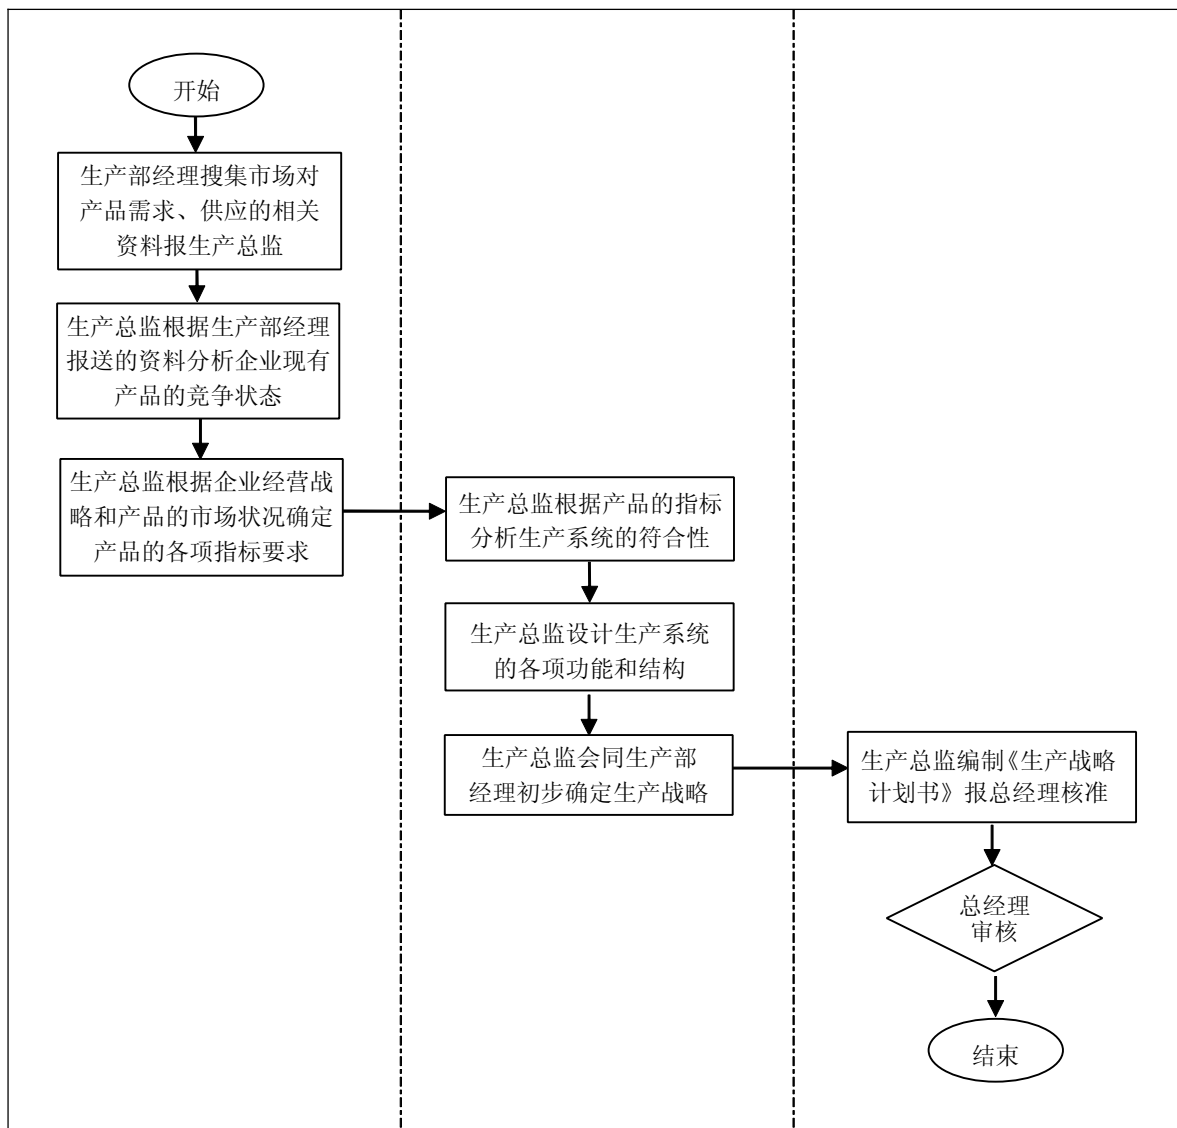 开始
生产部经理搜集市场对
产品需求、供应的相关
资料报生产总监
生产总监根据生产部经理
报送的资料分析企业现有
产品的竞争状态
生产总监根据企业经营战
略和产品的市场状况确定
产品的各项指标要求
生产总监根据产品的指标
分析生产系统的符合性
生产总监设计生产系统
的各项功能和结构
生产总监会同生产部
经理初步确定生产战略
生产总监编制《生产战略
计划书》报总经理核准
总经理
审核
结束